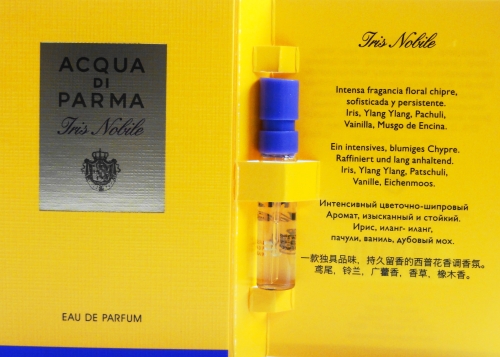 ACQUA
DI
PARMA
Iris Nobile
EAU DE PARFUM
Iris Nobile
Intensa fragancia floral chipre,
sofisticada y persistente.
Iris, Ylang Ylang, Pachuli,
Vainilla, Musgo de Encina.
Ein intensives, blumiges Chypre.
Raffiniert und lang anhaltend.
Iris, Ylang Ylang, Patschuli,
Vanille, Eichenmoos.
Интенсивный цветочно-шипровый
Аромат, изысканный и стойкий.
Ирис, иланг- иланг,
пачули, ваниль, дубовый мох.
一款独具品味，持久留香的西普花香调香氛。
鸢尾，铃兰，广藿香，香草，橡木香。